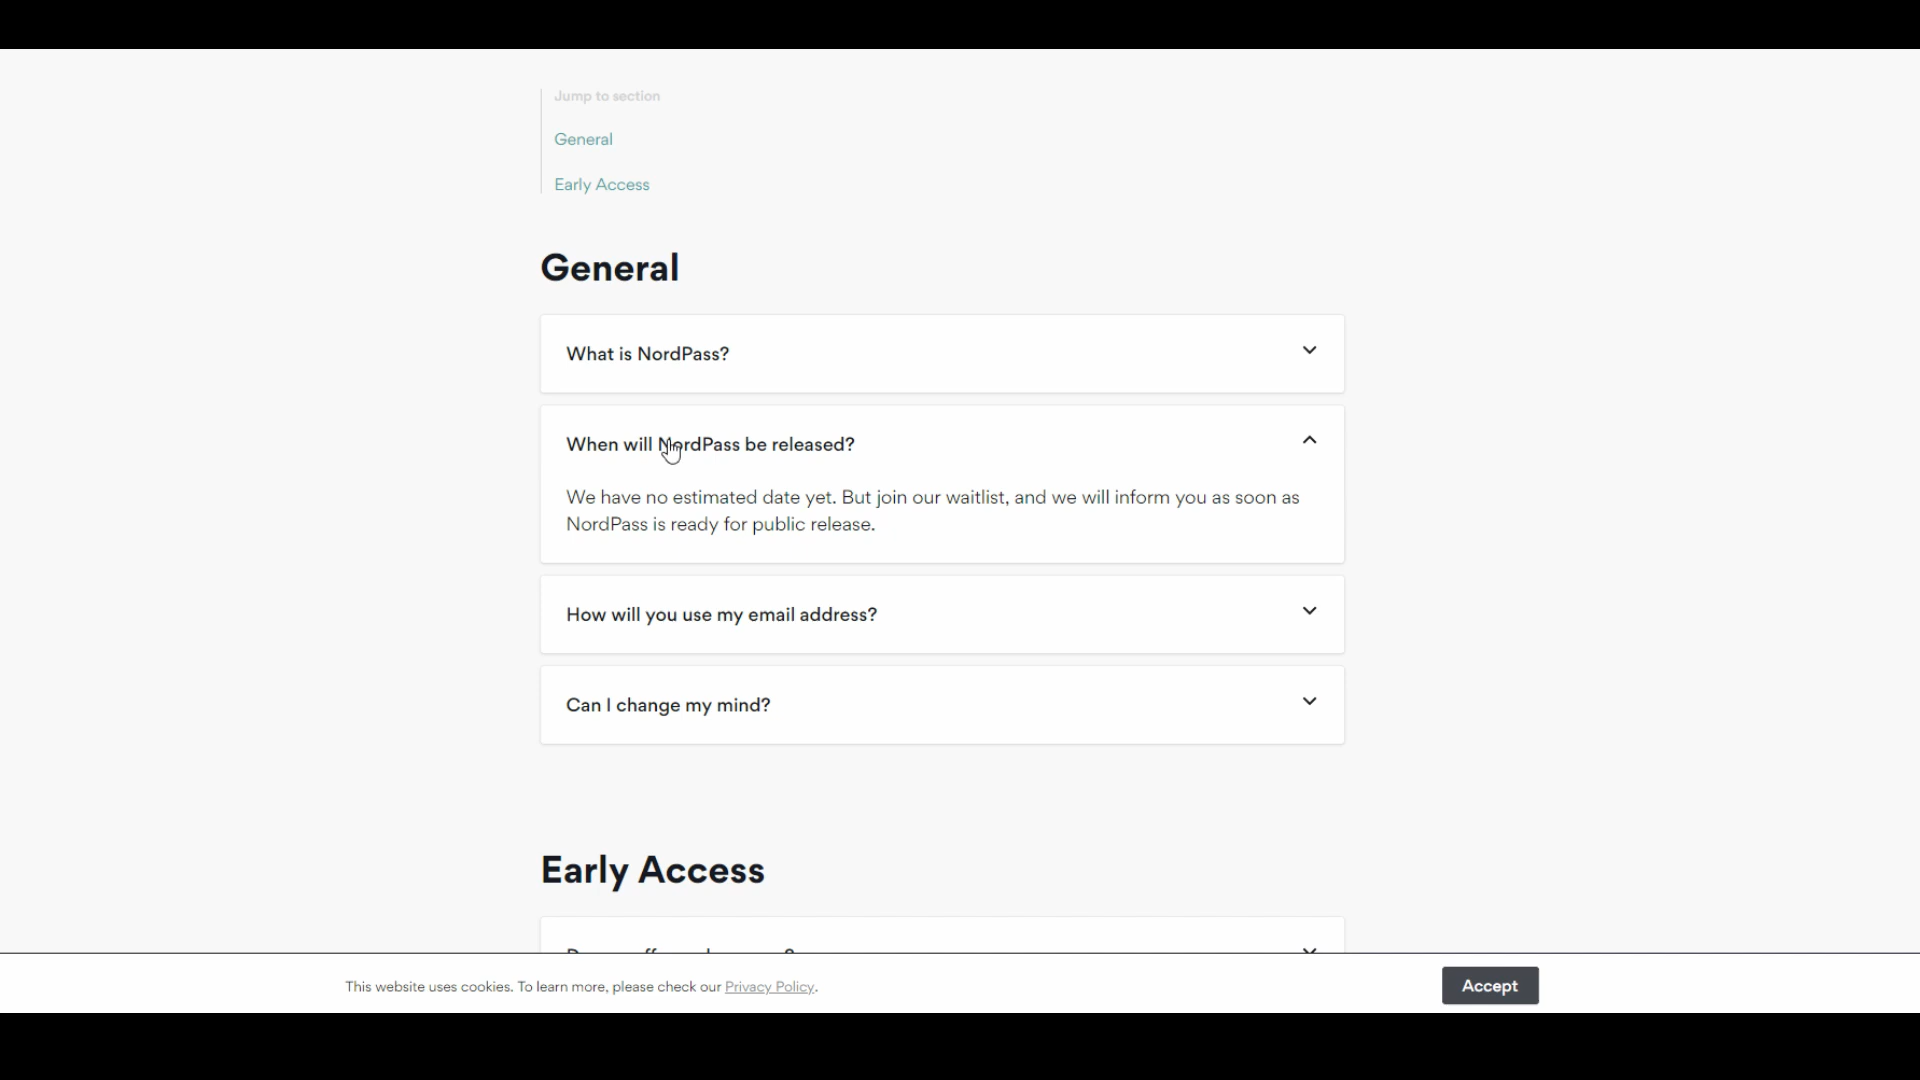 Jump to section
General
Early Access
General
What is NordPass?
When will NordPass be released?
We have no estimated date yet. But join our waitlist, and we will inform you as soon as
NordPass is ready for public release.
How will you use my email address?
Can I change my mind?
Early Access
This website uses cookies. To learn more, please check our Privacy Policy.
Accept